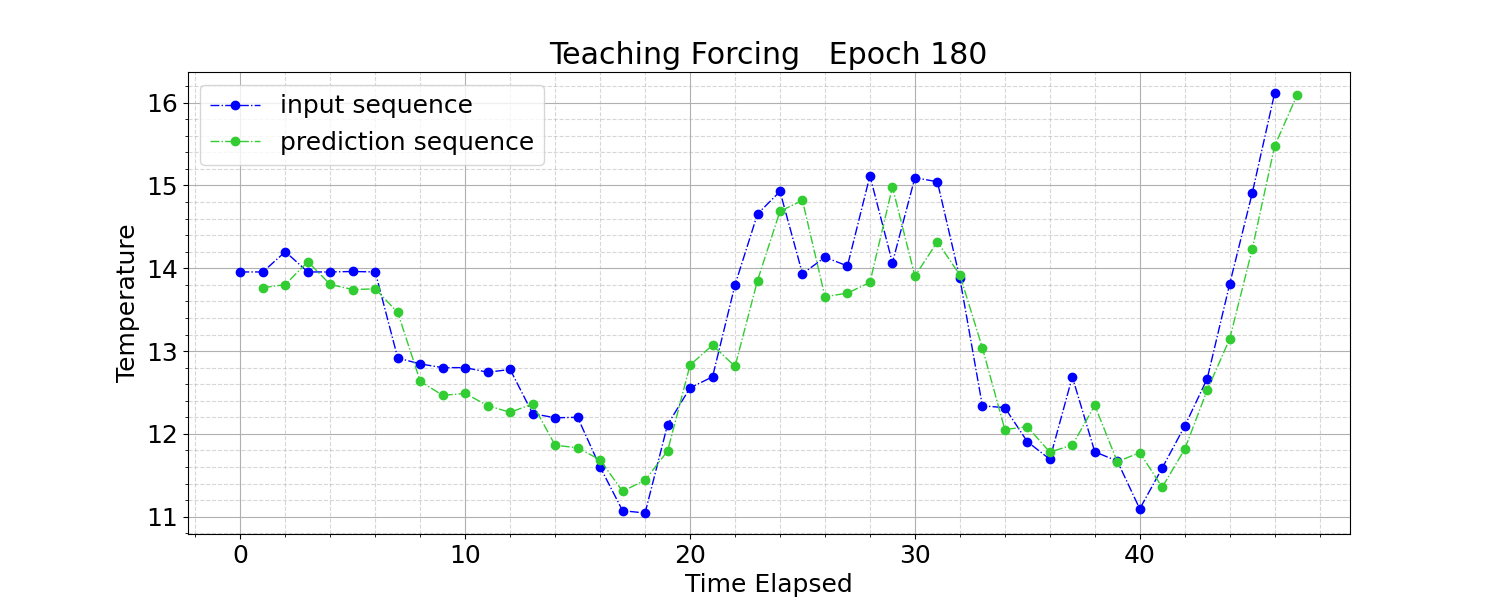 Teaching Forcing   Epoch 180
input sequence
prediction sequence
Temperature
16
15
14
13
12
11
0 10 20 30 40
Time Elapsed